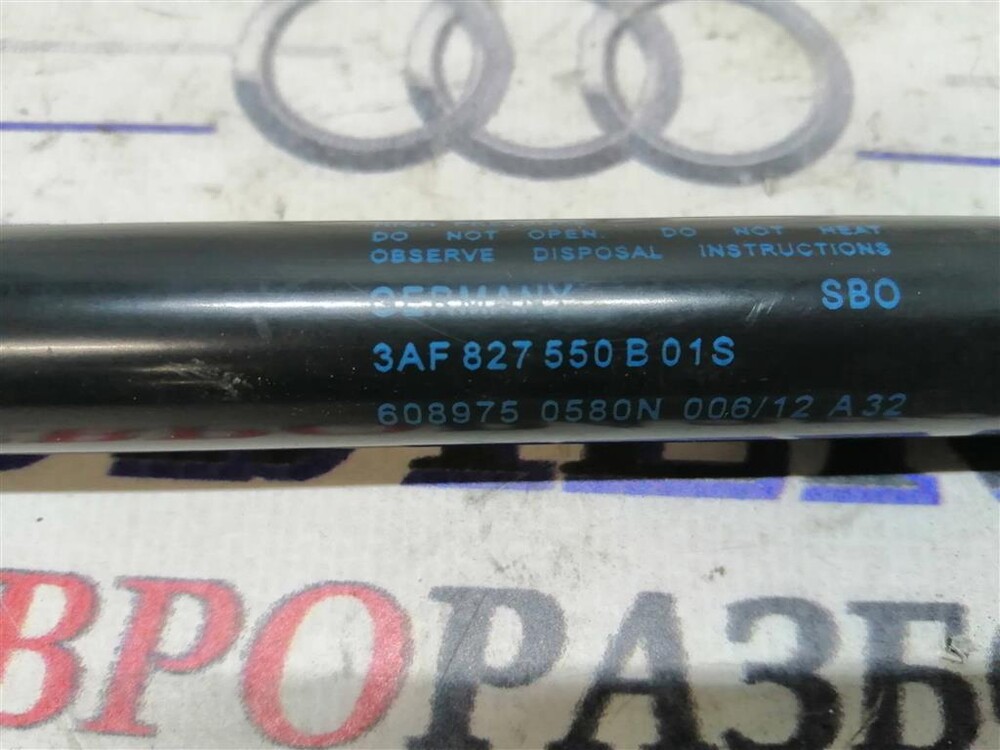 DO NOT OPEN. DO NOT HEAT
OBSERVE DISPOSAL INSTRUCTIONS
GERMANY SBO
3AF 827 550 B 01S
608975 0580N 006/12 A 32
ВРОРАЗБ